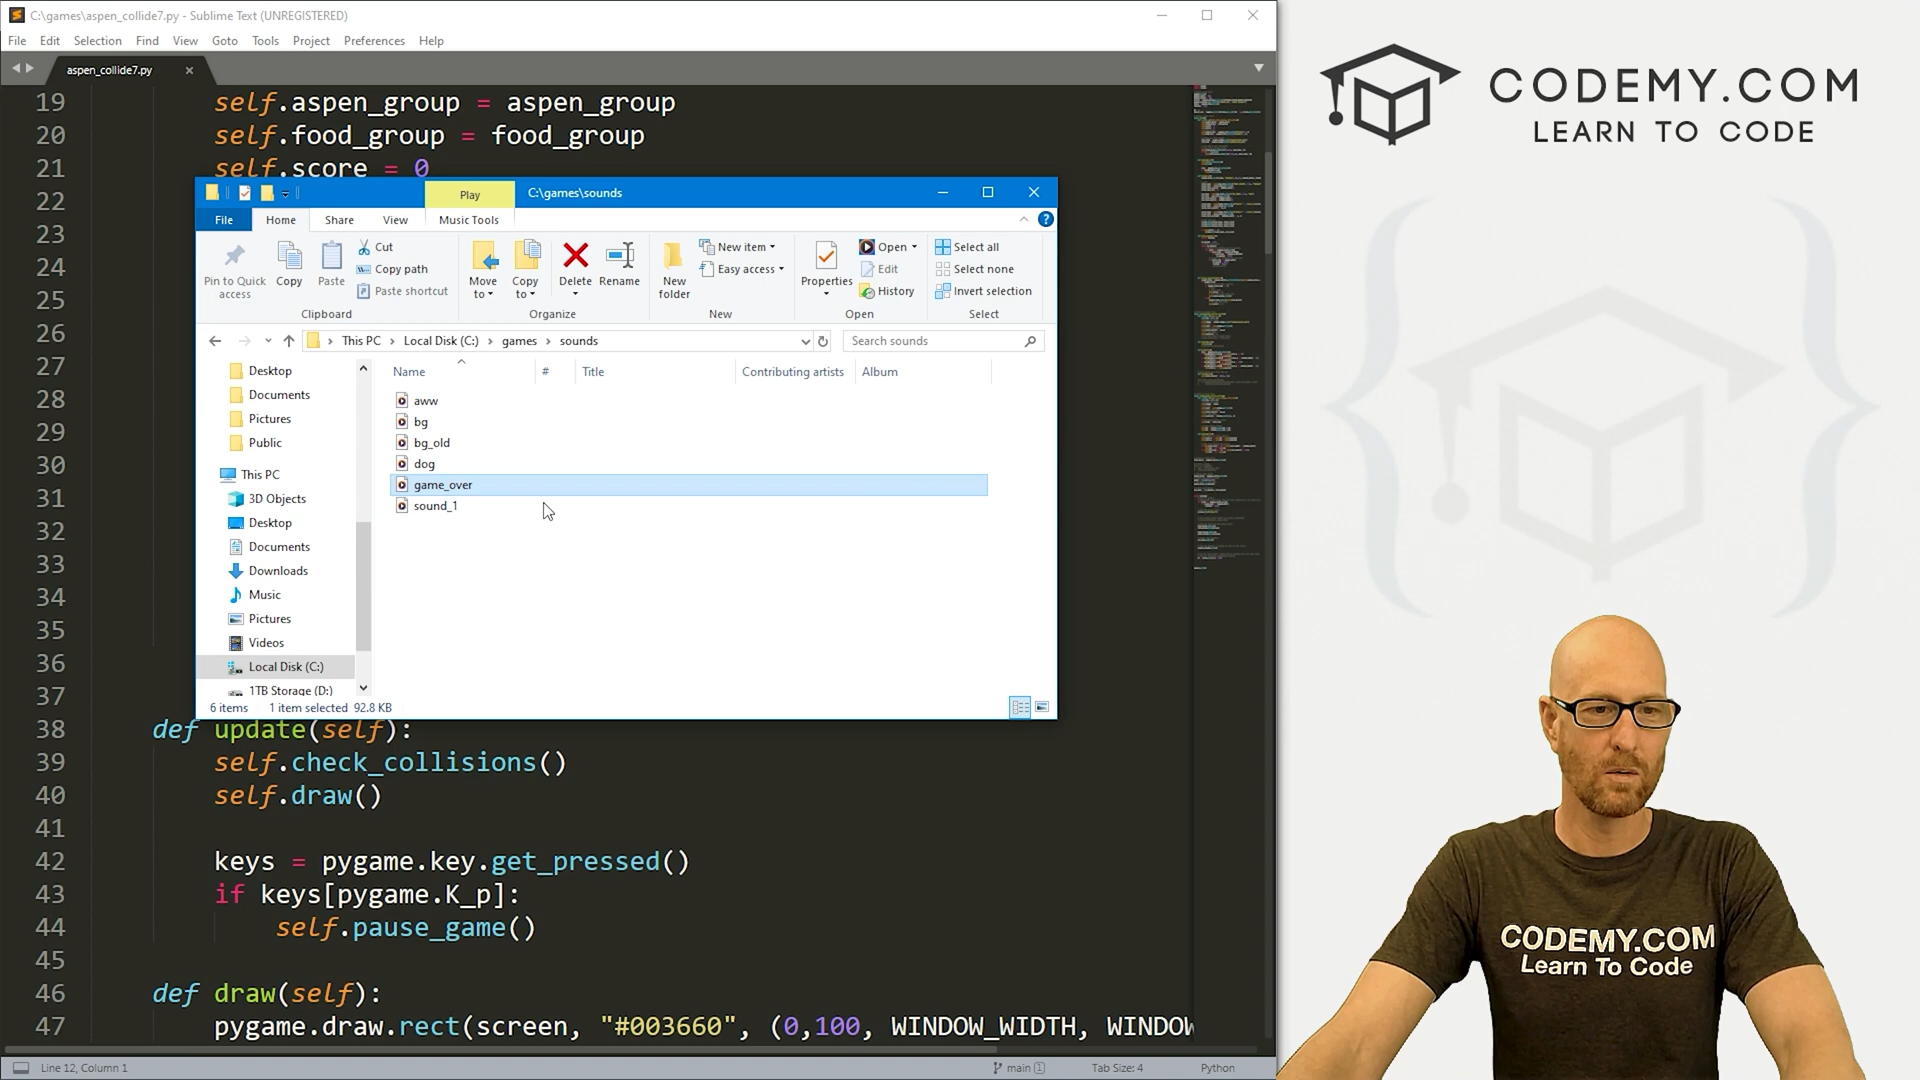 C:\games\aspen_collide7.py - Sublime Text (UNREGISTERED)
File Edit Selection Find View Goto Tools Project Preferences Help
aspen_collide7.py
19 self.aspen_group = aspen_group
20 self.food_group = food_group
21 self.score = 0
22
23
24
25
26
27
28
29
30
31
32
33
34
35
36
37
38 def update(self):
39 self.check_collisions()
40 self.draw()
41
42 keys = pygame.key.get_pressed()
43 if keys[pygame.K_p]:
44 self.pause_game()
45
46 def draw(self):
47 pygame.draw.rect(screen, "#003660", (0,100, WINDOW_WIDTH, WINDOW
Line 12, Column 1
main 1
Tab Size: 4
Python
Play
C:\games\sounds
File Home Share View Music Tools
Pin to Quick access
Copy
Paste
Cut
Copy path
Paste shortcut
Clipboard
Move to
Copy to
Delete
Rename
Organize
New folder
New item
Easy access
New
Properties
Open
Edit
History
Open
Select all
Select none
Invert selection
Select
This PC > Local Disk (C:) > games > sounds
Search sounds
Desktop
Documents
Pictures
Public
This PC
3D Objects
Desktop
Documents
Downloads
Music
Pictures
Videos
Local Disk (C:)
1TB Storage (D:)
Name # Title Contributing artists Album
aww
bg
bg_old
dog
game_over
sound_1
6 items 1 item selected 92.8 KB
CODEMY.COM
LEARN TO CODE
CODEMY.COM
Learn To Code